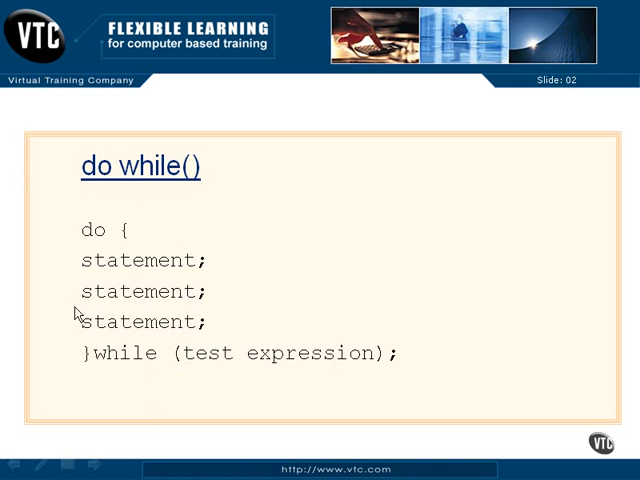 VTC
FLEXIBLE LEARNING
for computer based training
Virtual Training Company
Slide: 02
do while()
do {
statement;
statement;
statement;
}while (test expression);
VTC
http://www.vtc.com